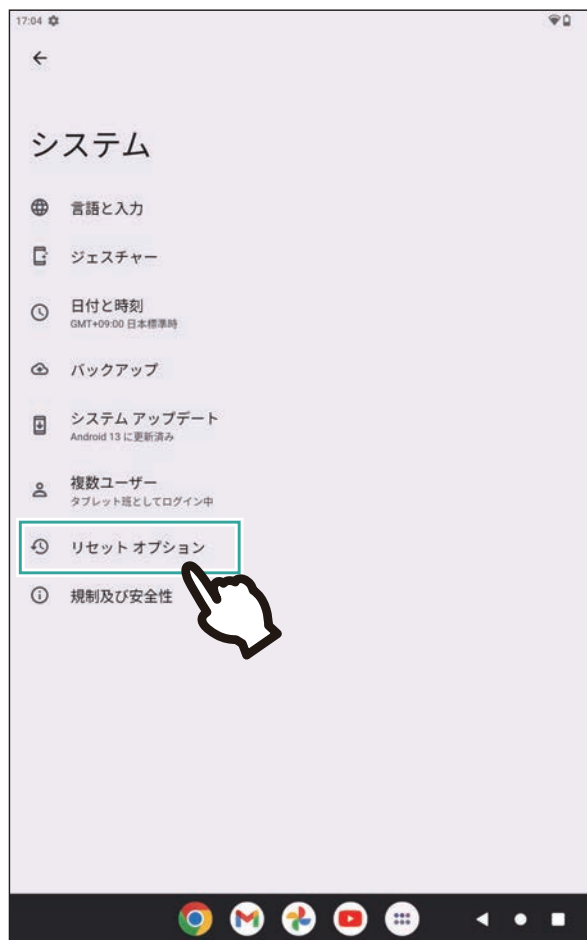 17:04
システム
言語と入力
ジェスチャー
日付と時刻
GMT+09:00 日本標準時
バックアップ
システム アップデート
Android 13 に更新済み
複数ユーザー
タブレット班としてログイン中
リセット オプション
規制及び安全性